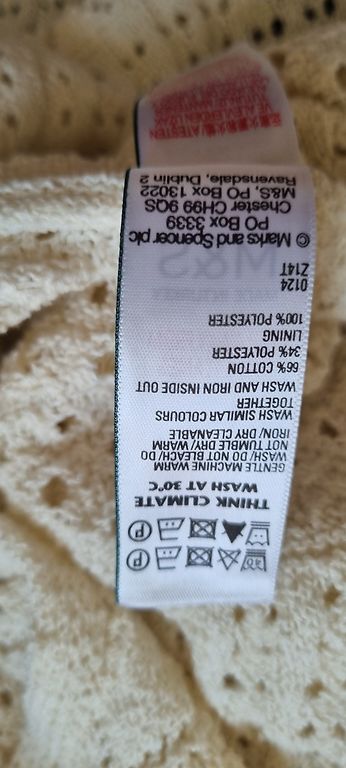 THINK CLIMATE
WASH AT 30°C
GENTLE MACHINE WARM
WASH/ DO NOT BLEACH/ DO
NOT TUMBLE DRY/ WARM
IRON/ DRY CLEANABLE
WASH SIMILAR COLOURS
TOGETHER
WASH AND IRON INSIDE OUT
66% COTTON
34% POLYESTER
LINING
100% POLYESTER
0124
Z14T
© Marks and Spencer plc
PO Box 3339
Chester CH99 9QS
M&S, PO Box 13022
Ravensdale, Dublin 2